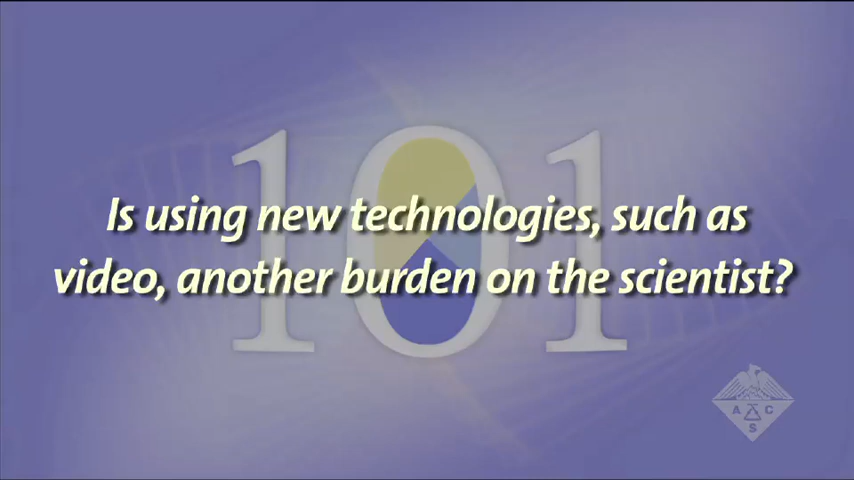 101
Is using new technologies, such as
video, another burden on the scientist?
A C
S